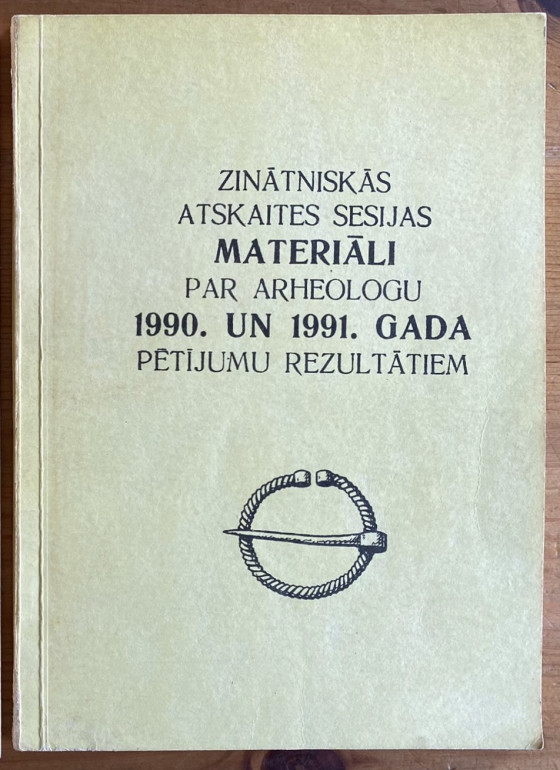 ZINĀTNISKĀS
ATSKAITES SESIJAS
MATERIĀLI
PAR ARHEOLOGU
1990. UN 1991. GADA
PĒTĪJUMU REZULTĀTIEM